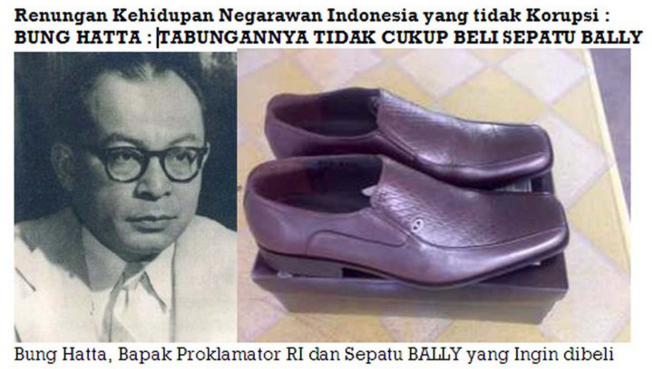 Renungan Kehidupan Negarawan Indonesia yang tidak Korupsi :
BUNG HATTA : TABUNGANNYA TIDAK CUKUP BELI SEPATU BALLY
Bung Hatta, Bapak Proklamator RI dan Sepatu BALLY yang Ingin dibeli